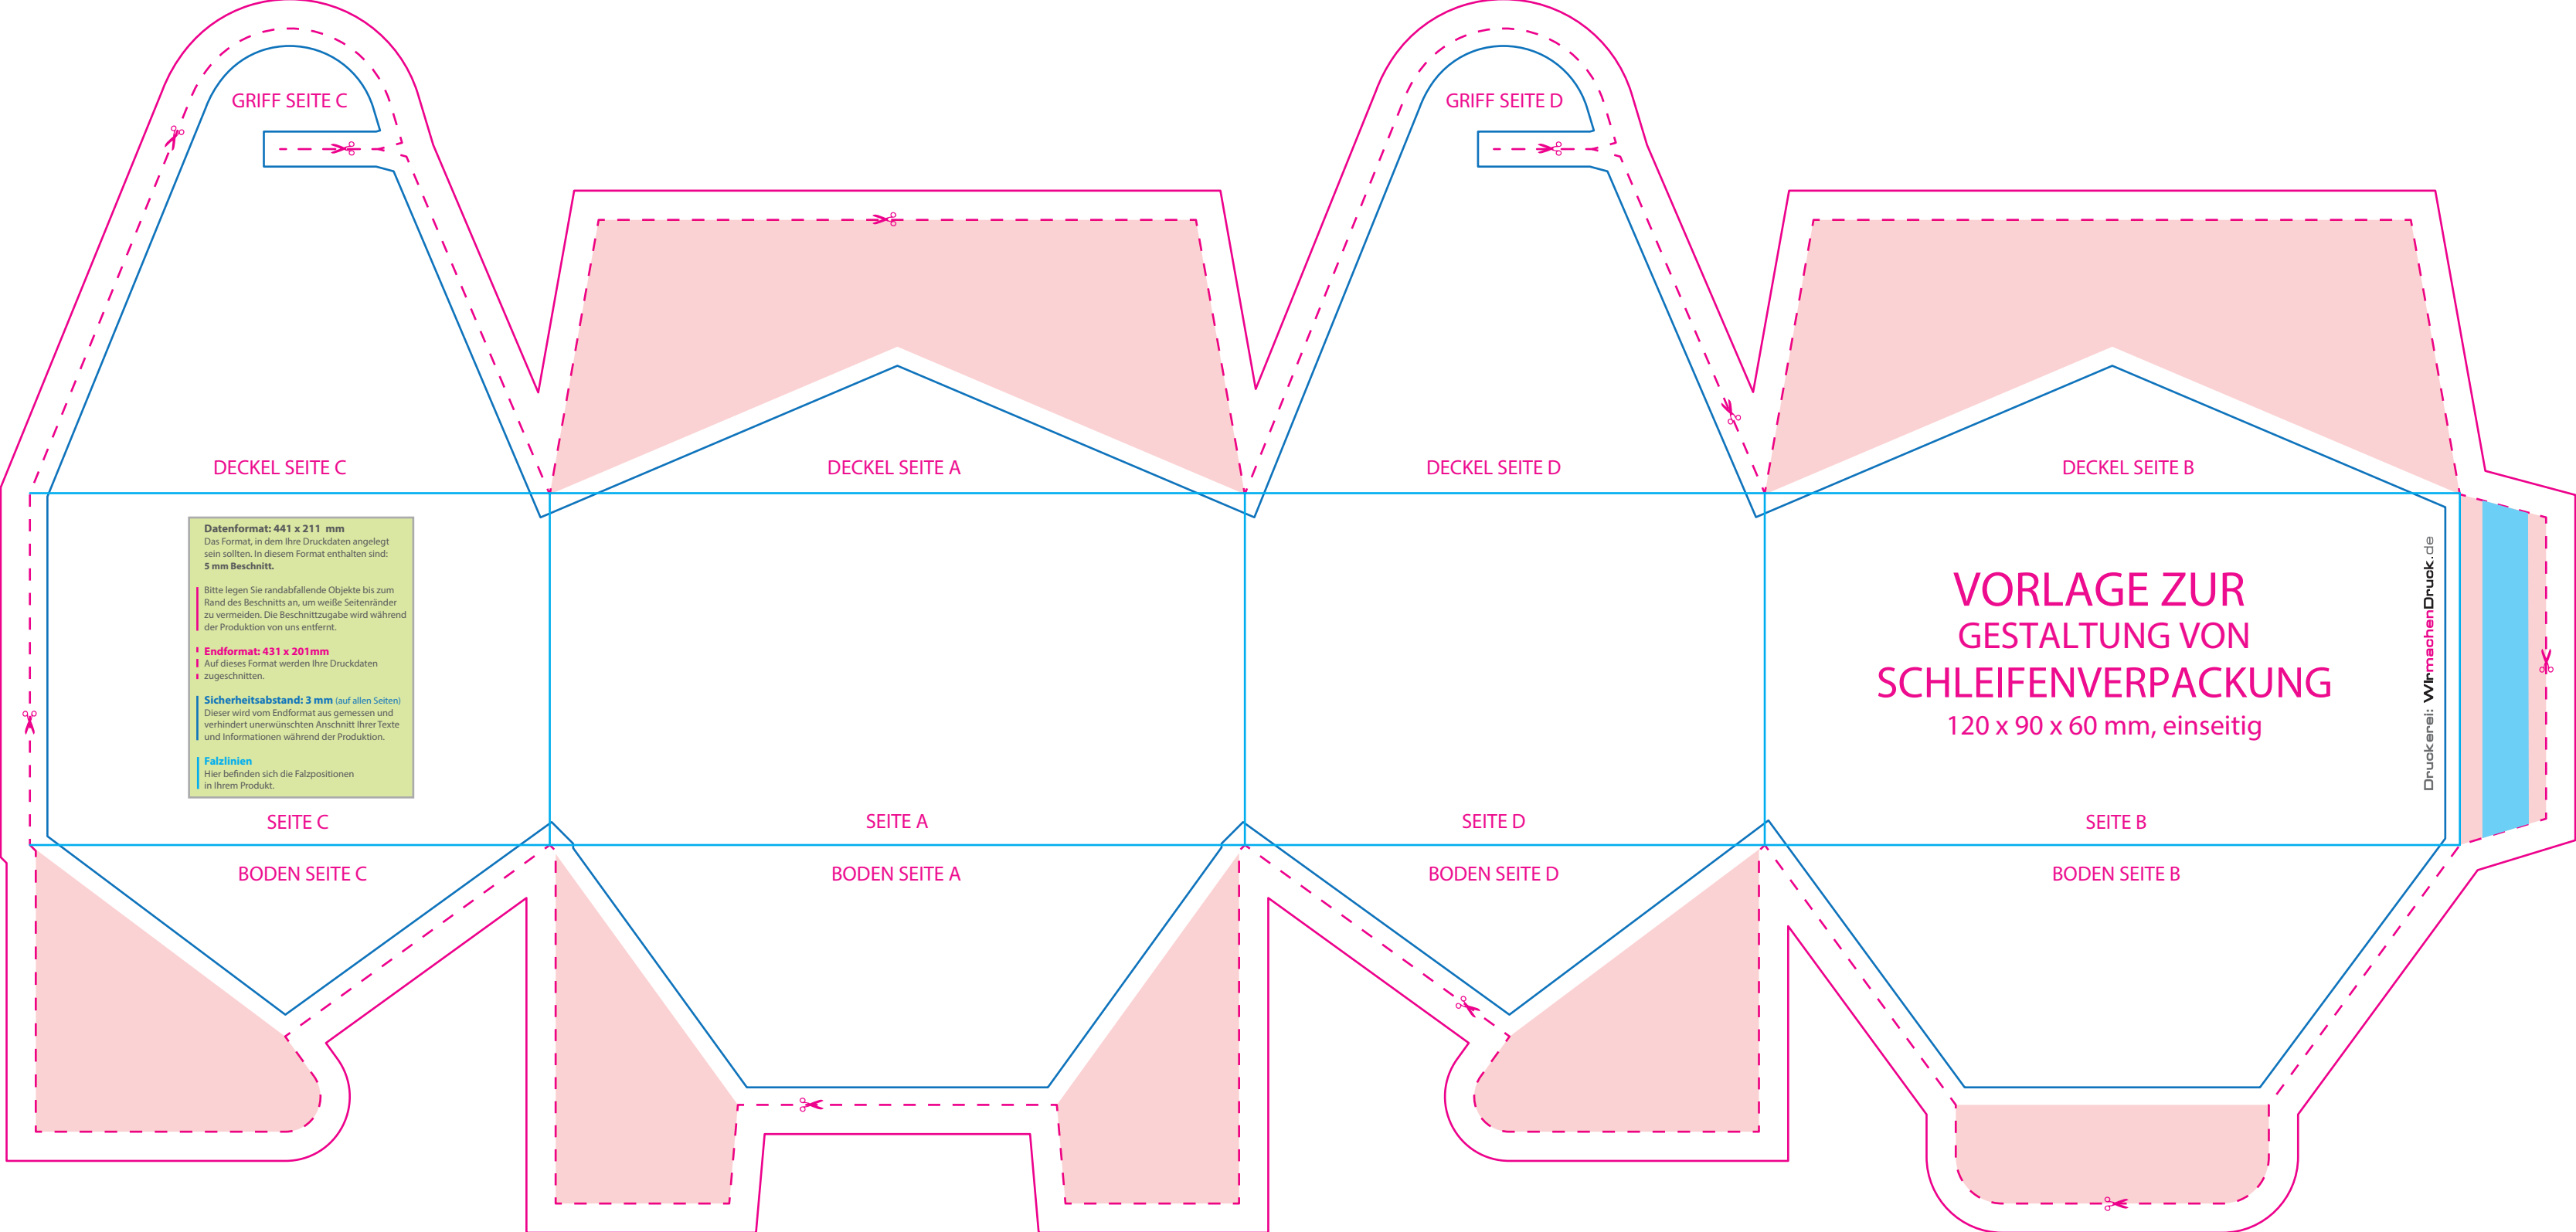 GRIFF SEITE C
GRIFF SEITE D
DECKEL SEITE C
DECKEL SEITE A
DECKEL SEITE D
DECKEL SEITE B
Datenformat: 441 x 211 mm
Das Format, in dem Ihre Druckdaten angelegt
sein sollten. In diesem Format enthalten sind:
5 mm Beschnitt.
Bitte legen Sie randabfallende Objekte bis zum
Rand des Beschnitts an, um weiße Seitenränder
zu vermeiden. Die Beschnittzugabe wird während
der Produktion von uns entfernt.
Endformat: 431 x 201mm
Auf dieses Format werden Ihre Druckdaten
zugeschnitten.
Sicherheitsabstand: 3 mm (auf allen Seiten)
Dieser wird vom Endformat aus gemessen und
verhindert unerwünschten Anschnitt Ihrer Texte
und Informationen während der Produktion.
Falzlinien
Hier befinden sich die Falzpositionen
in Ihrem Produkt.
VORLAGE ZUR
GESTALTUNG VON
SCHLEIFENVERPACKUNG
120 x 90 x 60 mm, einseitig
Druckerei: WIrmachenDruck.de
SEITE C
SEITE A
SEITE D
SEITE B
BODEN SEITE C
BODEN SEITE A
BODEN SEITE D
BODEN SEITE B